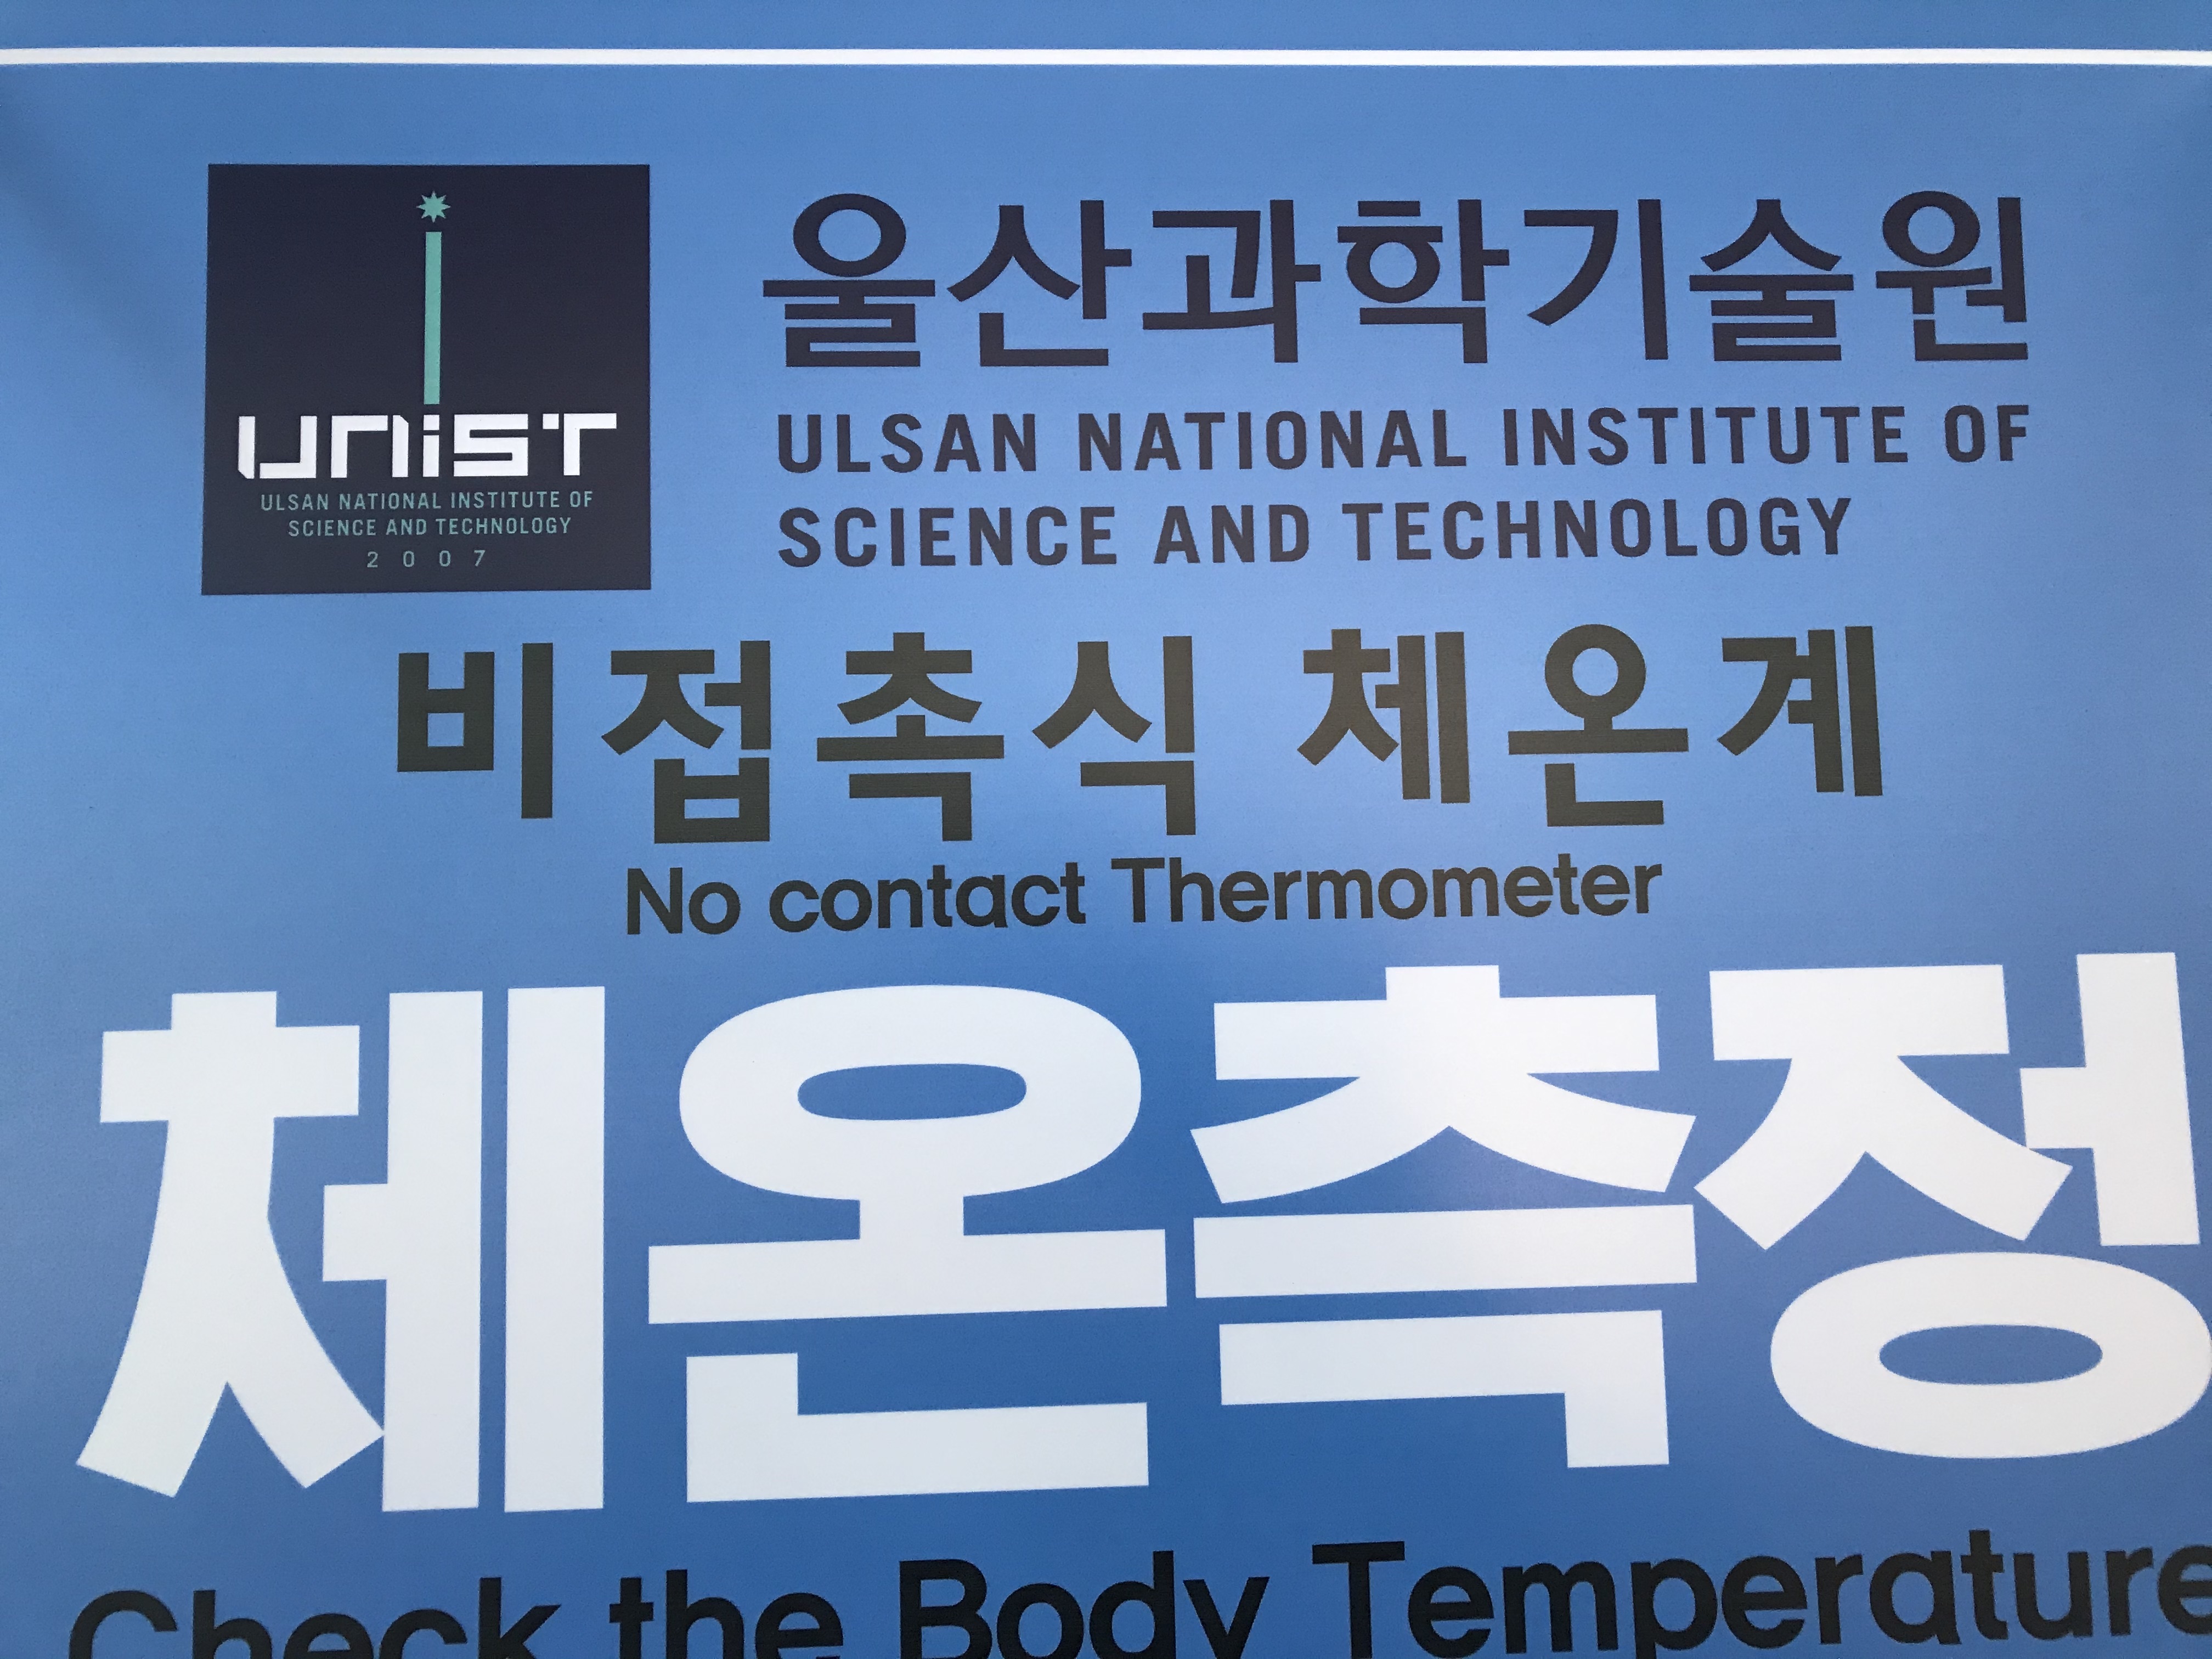 UNIST
ULSAN NATIONAL INSTITUTE OF
SCIENCE AND TECHNOLOGY
2007
울산과학기술원
ULSAN NATIONAL INSTITUTE OF
SCIENCE AND TECHNOLOGY
비접촉식 체온계
No contact Thermometer
체온측정
Check the Body Temperature